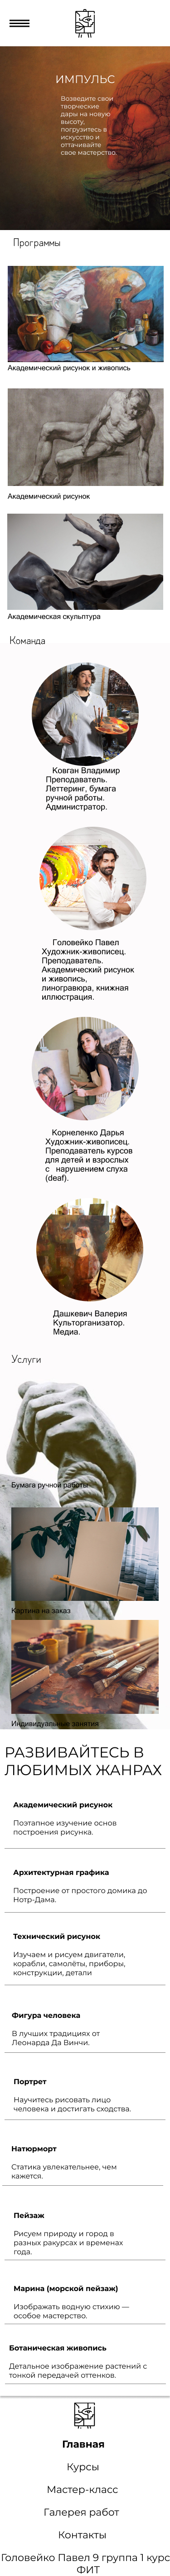 ИМПУЛЬС
Возведите свои
творческие
дары на новую
высоту,
погрузитесь в
искусство и
оттачивайте
свое мастерство.
Программы
Академический рисунок и живопись
Академический рисунок
Академическая скульптура
Команда
Ковган Владимир
Преподаватель.
Леттеринг, бумага
ручной работы.
Администратор.
Головейко Павел
Художник-живописец.
Преподаватель.
Академический рисунок
и живопись,
линогравюра, книжная
иллюстрация.
Корнеленко Дарья
Художник-живописец.
Преподаватель курсов
для детей и взрослых
с нарушением слуха
(deaf).
Дашкевич Валерия
Культорганизатор.
Медиа.
Услуги
Бумага ручной работы
Картина на заказ
Индивидуальные занятия
РАЗВИВАЙТЕСЬ В
ЛЮБИМЫХ ЖАНРАХ
Академический рисунок
Поэтапное изучение основ
построения рисунка.
Архитектурная графика
Построение от простого домика до
Нотр-Дама.
Технический рисунок
Изучаем и рисуем двигатели,
корабли, самолёты, приборы,
конструкции, детали
Фигура человека
В лучших традициях от
Леонарда Да Винчи.
Портрет
Научитесь рисовать лицо
человека и достигать сходства.
Натюрморт
Статика увлекательнее, чем
кажется.
Пейзаж
Рисуем природу и город в
разных ракурсах и временах
года.
Марина (морской пейзаж)
Изображать водную стихию —
особое мастерство.
Ботаническая живопись
Детальное изображение растений с
тонкой передачей оттенков.
Главная
Курсы
Мастер-класс
Галерея работ
Контакты
Головейко Павел 9 группа 1 курс
ФИТ